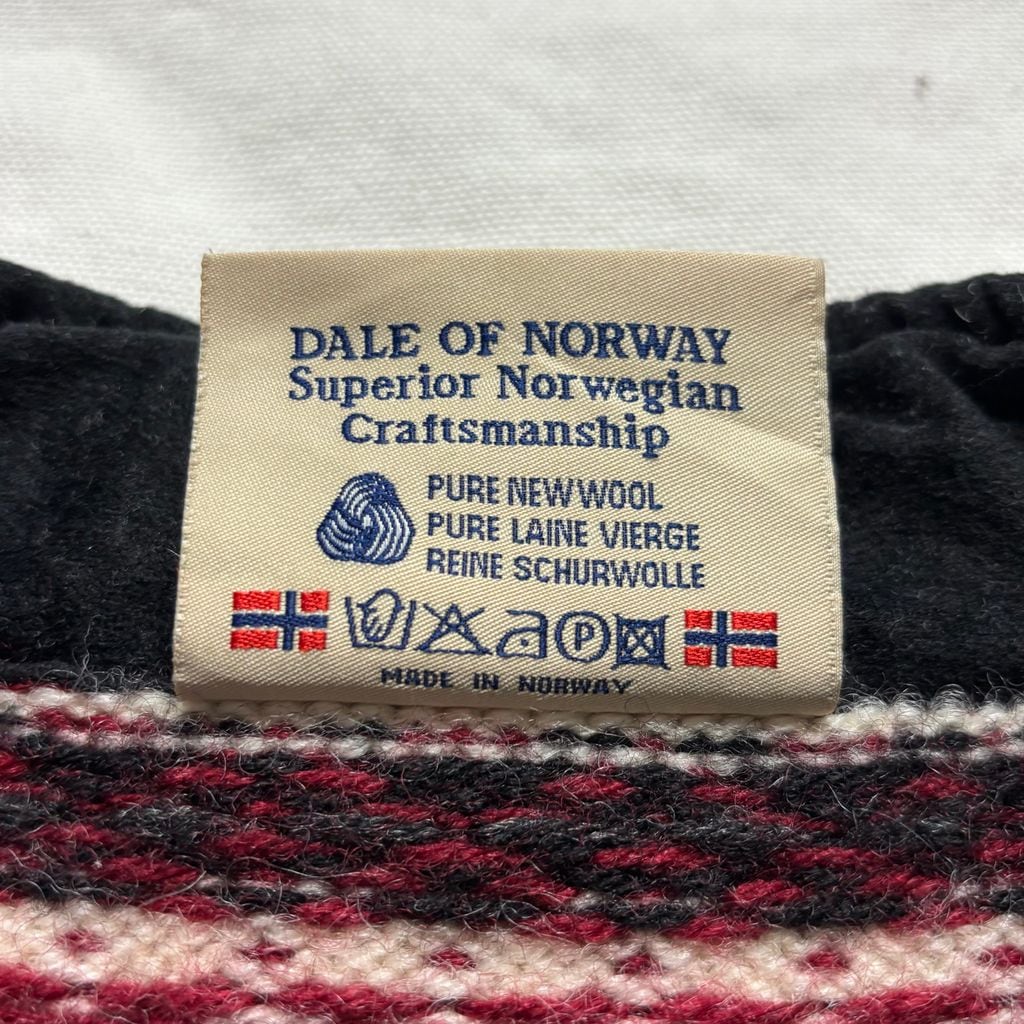 DALE OF NORWAY
Superior Norwegian
Craftsmanship
PURE NEW WOOL
PURE LAINE VIERGE
REINE SCHURWOLLE
P
MADE IN NORWAY